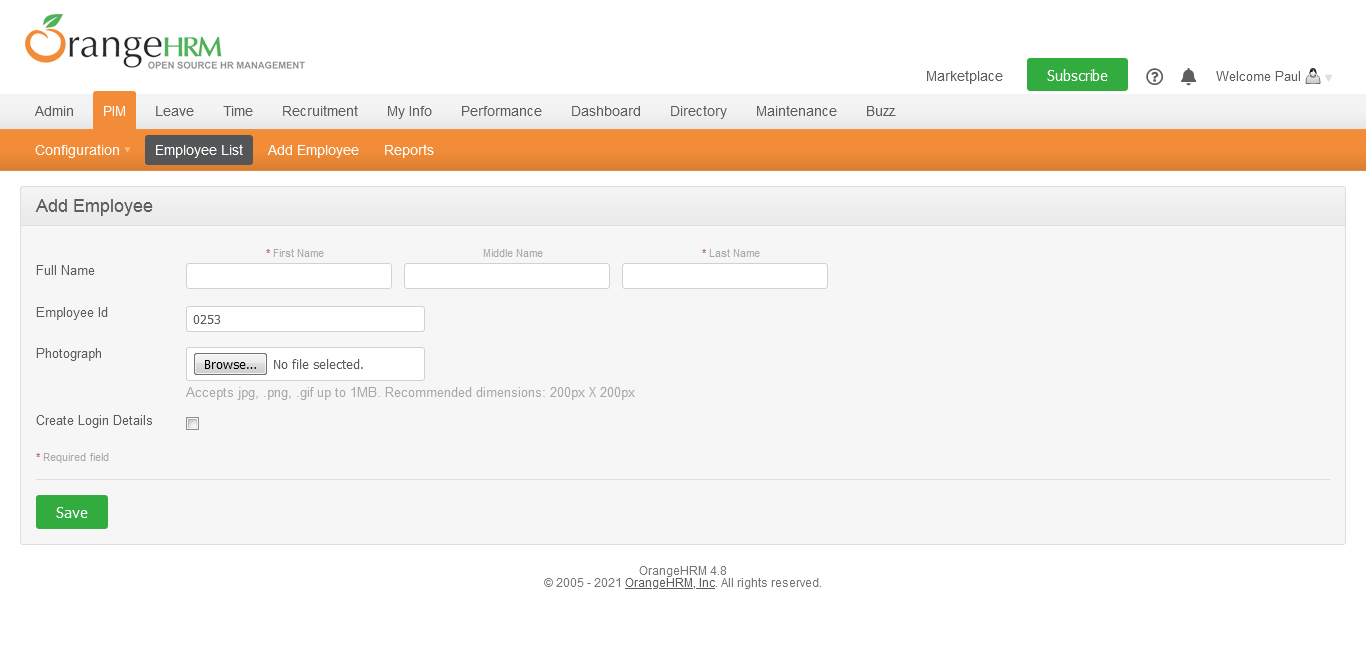 OrangeHRM
OPEN SOURCE HR MANAGEMENT
Marketplace Subscribe Welcome Paul
Admin PIM Leave Time Recruitment My Info Performance Dashboard Directory Maintenance Buzz
Configuration Employee List Add Employee Reports
Add Employee
* First Name Middle Name * Last Name
Full Name
Employee Id 0253
Photograph Browse... No file selected.
Accepts jpg, .png, .gif up to 1MB. Recommended dimensions: 200px X 200px
Create Login Details
* Required field
Save
OrangeHRM 4.8
© 2005 - 2021 OrangeHRM, Inc. All rights reserved.